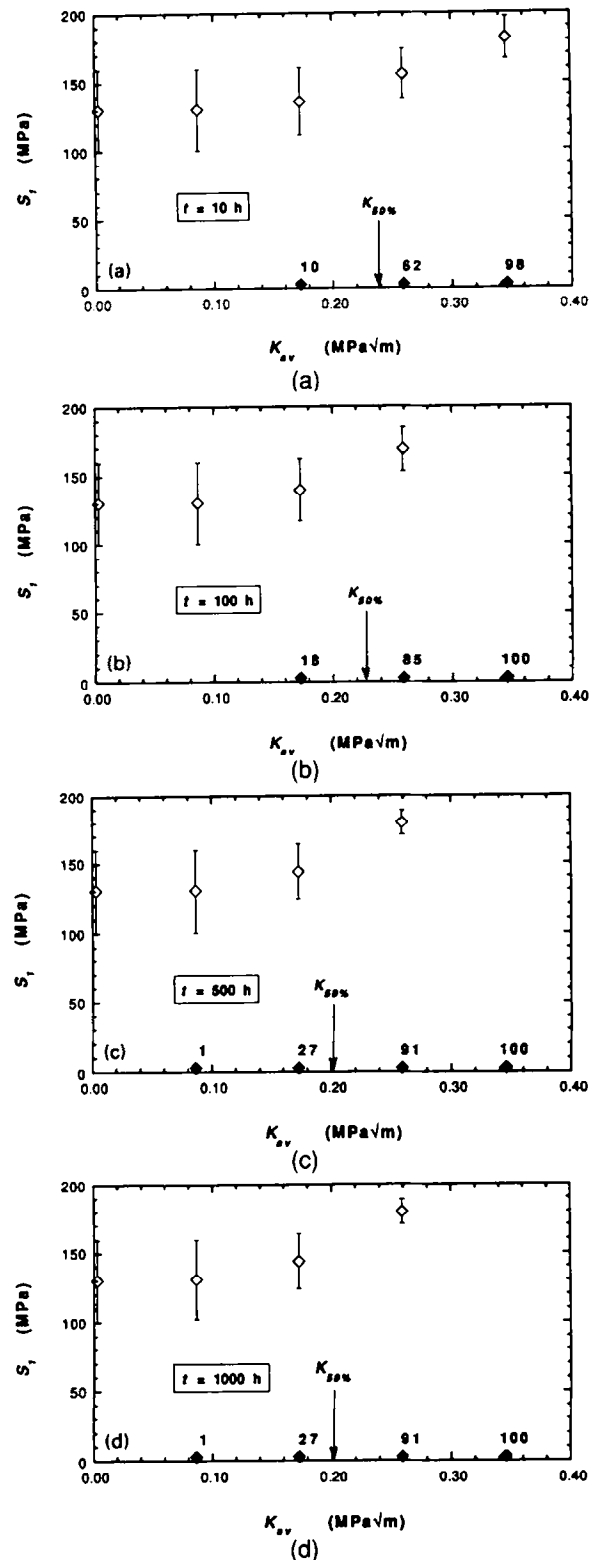 200
150
S_f (MPa)
100
t = 10 h
K_50%
50
(a)
10
62
98
0
0.00 0.10 0.20 0.30 0.40
K_av (MPa√m)
(a)
200
150
S_f (MPa)
100
t = 100 h
K_50%
50
(b)
18
85
100
0
0.00 0.10 0.20 0.30 0.40
K_av (MPa√m)
(b)
200
150
S_f (MPa)
100
t = 500 h
K_50%
50
(c)
1
27
91
100
0
0.00 0.10 0.20 0.30 0.40
K_av (MPa√m)
(c)
200
150
S_f (MPa)
100
t = 1000 h
K_50%
50
(d)
1
27
91
100
0
0.00 0.10 0.20 0.30 0.40
K_av (MPa√m)
(d)